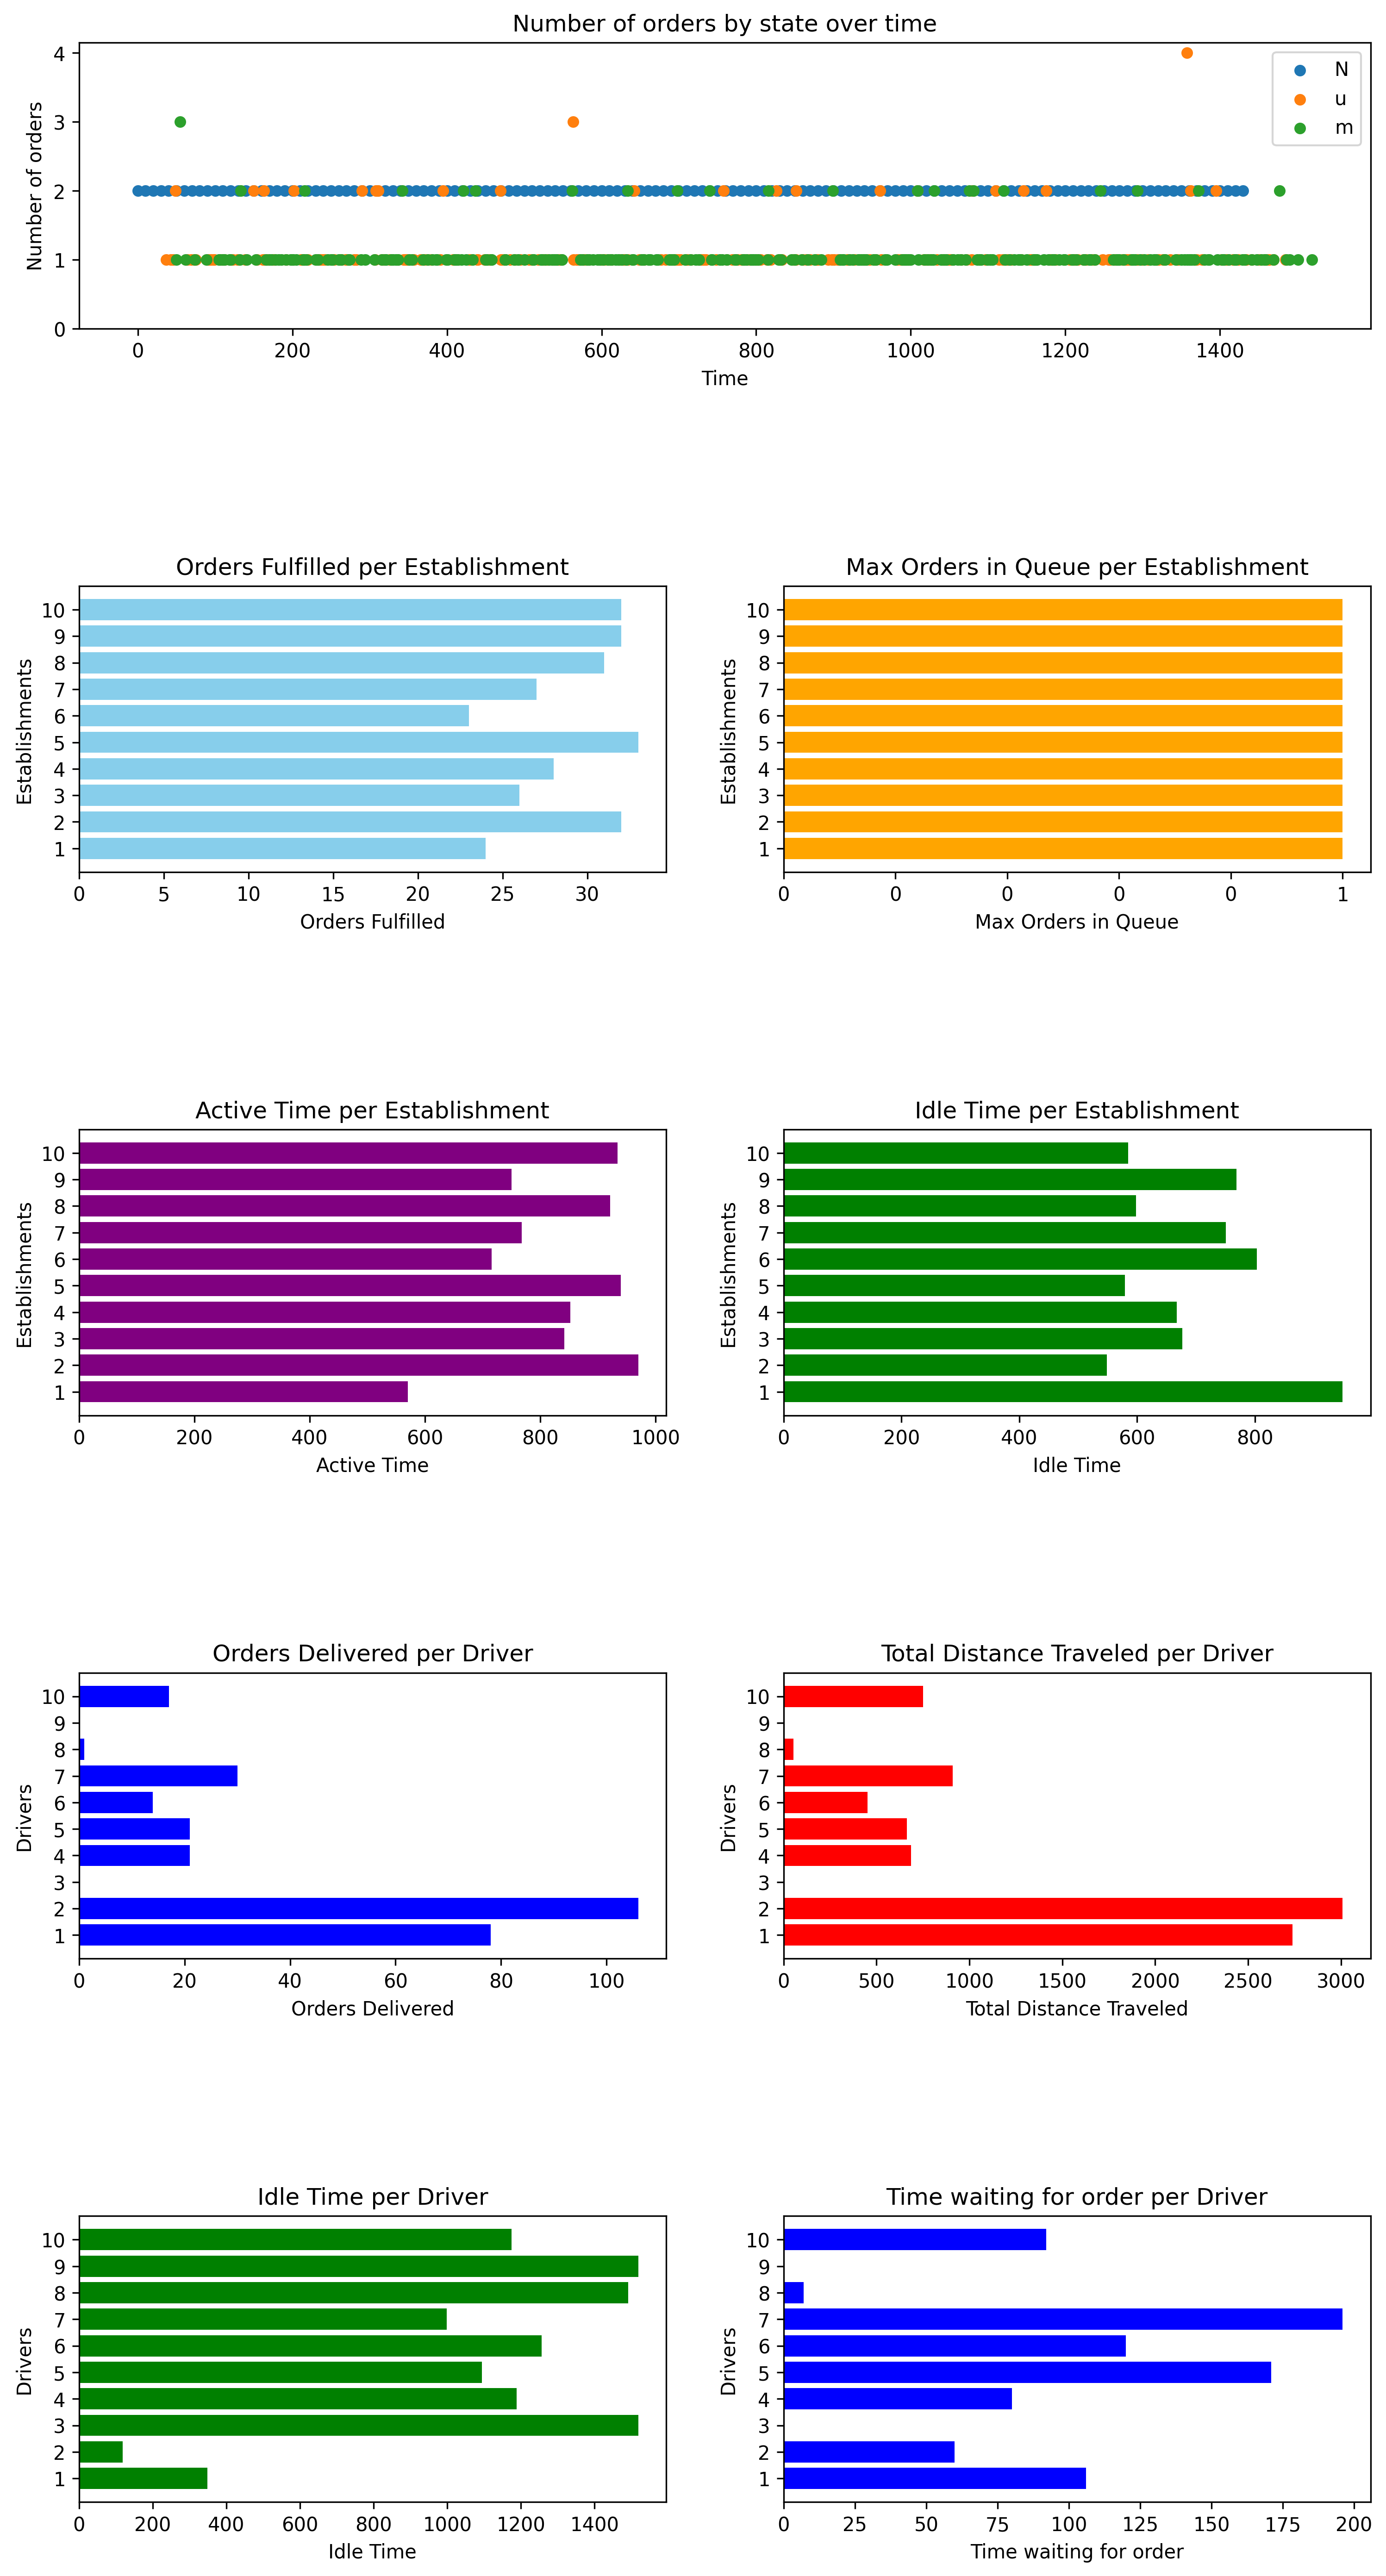 Number of orders by state over time
Number of orders
4
3
2
1
0
N
u
m
0 200 400 600 800 1000 1200 1400
Time
Orders Fulfilled per Establishment
Establishments
10
9
8
7
6
5
4
3
2
1
0 5 10 15 20 25 30
Orders Fulfilled
Max Orders in Queue per Establishment
Establishments
10
9
8
7
6
5
4
3
2
1
0 0 0 0 0 1
Max Orders in Queue
Active Time per Establishment
Establishments
10
9
8
7
6
5
4
3
2
1
0 200 400 600 800 1000
Active Time
Idle Time per Establishment
Establishments
10
9
8
7
6
5
4
3
2
1
0 200 400 600 800
Idle Time
Orders Delivered per Driver
Drivers
10
9
8
7
6
5
4
3
2
1
0 20 40 60 80 100
Orders Delivered
Total Distance Traveled per Driver
Drivers
10
9
8
7
6
5
4
3
2
1
0 500 1000 1500 2000 2500 3000
Total Distance Traveled
Idle Time per Driver
Drivers
10
9
8
7
6
5
4
3
2
1
0 200 400 600 800 1000 1200 1400
Idle Time
Time waiting for order per Driver
Drivers
10
9
8
7
6
5
4
3
2
1
0 25 50 75 100 125 150 175 200
Time waiting for order